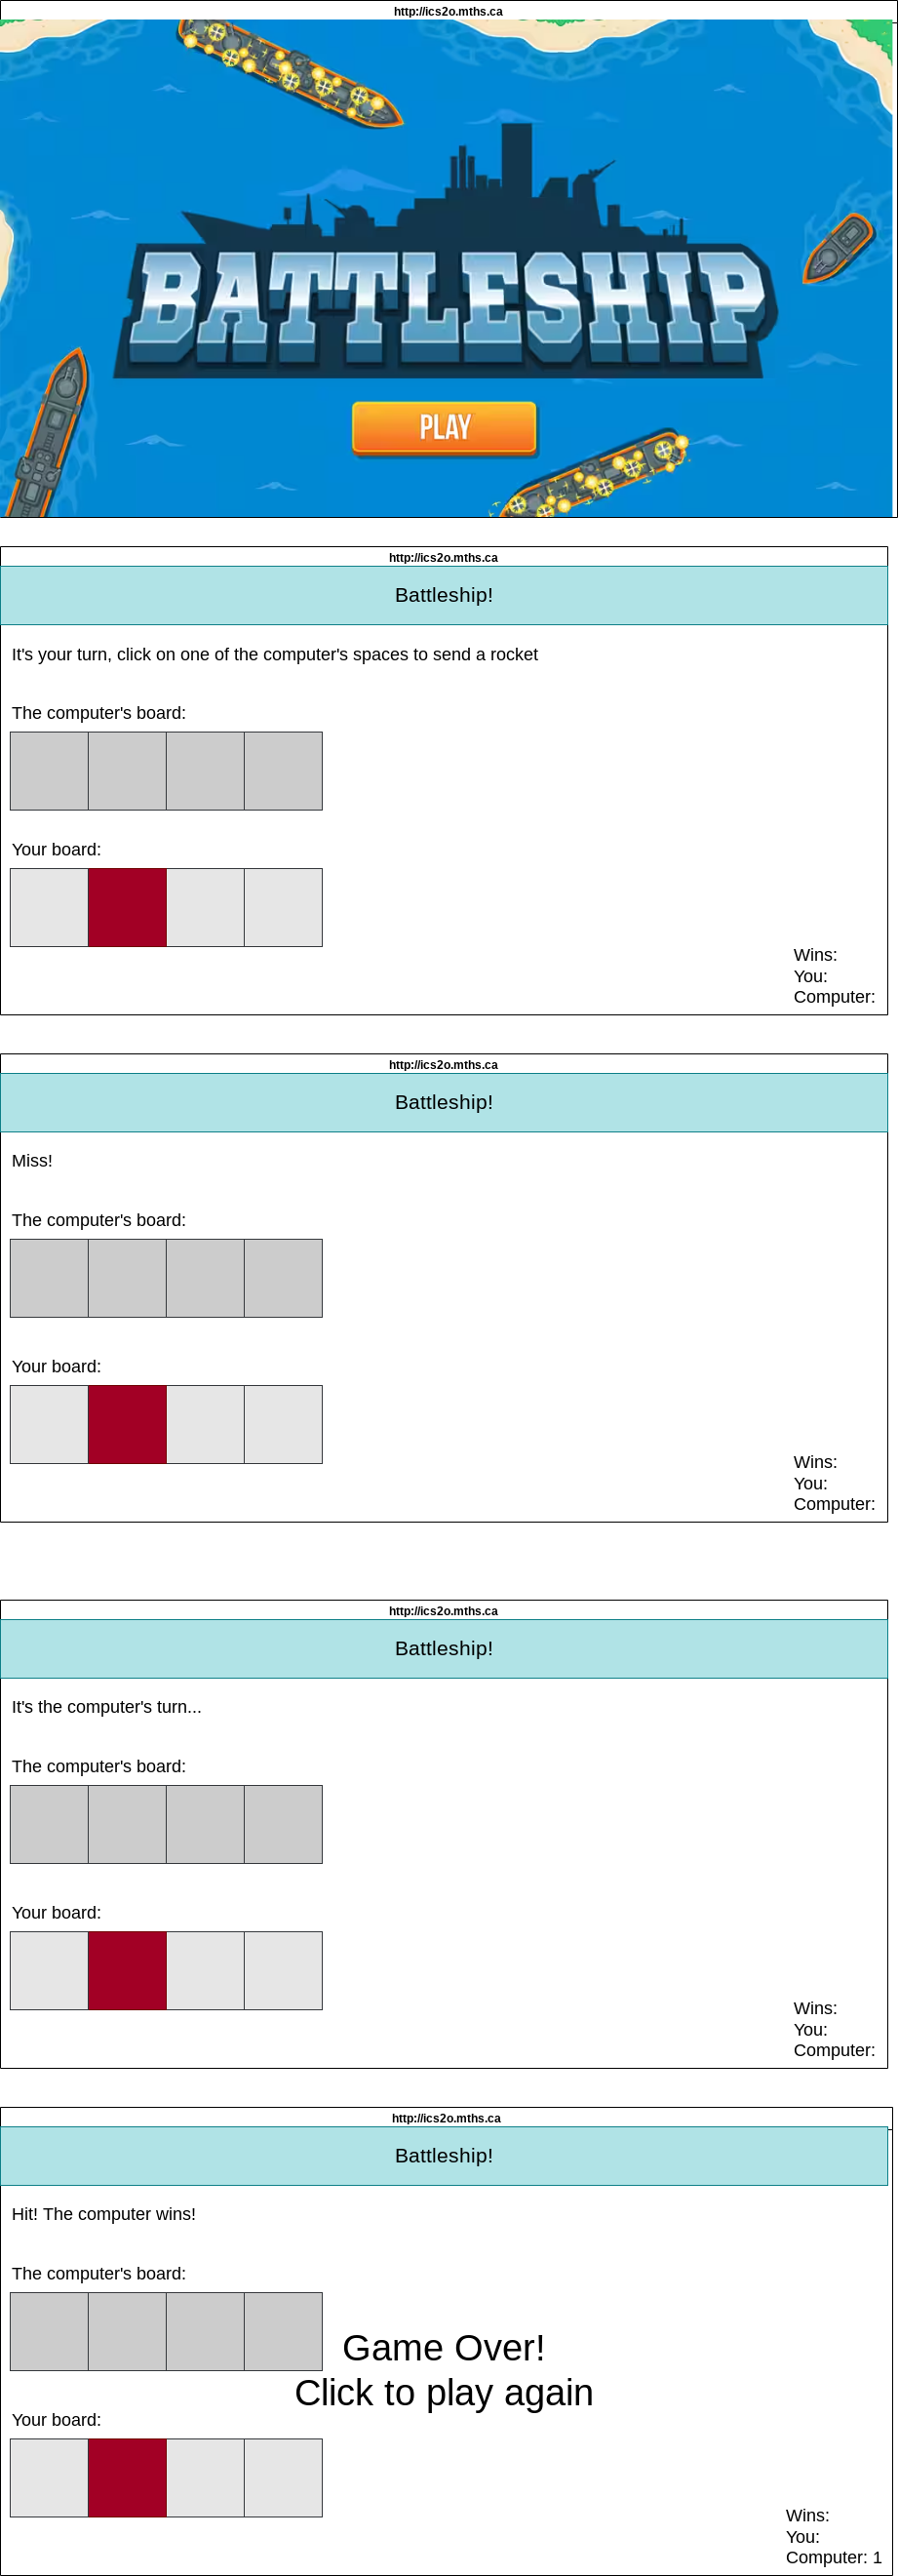 http://ics2o.mths.ca
BATTLESHIP
PLAY
http://ics2o.mths.ca
Battleship!
It's your turn, click on one of the computer's spaces to send a rocket
The computer's board:
Your board:
Wins:
You:
Computer:
http://ics2o.mths.ca
Battleship!
Miss!
The computer's board:
Your board:
Wins:
You:
Computer:
http://ics2o.mths.ca
Battleship!
It's the computer's turn...
The computer's board:
Your board:
Wins:
You:
Computer:
http://ics2o.mths.ca
Battleship!
Hit! The computer wins!
The computer's board:
Game Over!
Click to play again
Your board:
Wins:
You:
Computer: 1